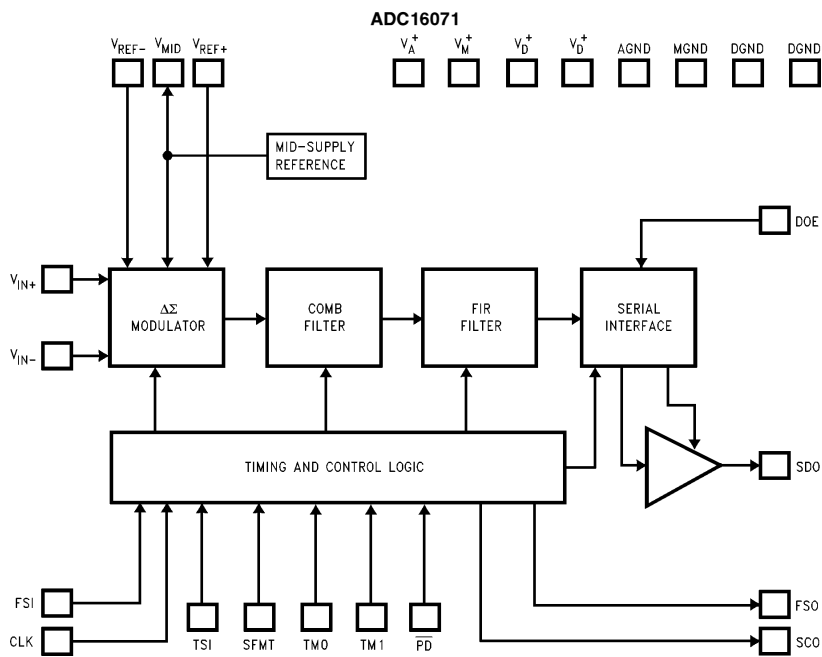 ADC16071
VREF- VMID VREF+ VA+ VM+ VD+ VD+ AGND MGND DGND DGND
MID-SUPPLY
REFERENCE
DOE
VIN+
ΔΣ
MODULATOR
COMB
FILTER
FIR
FILTER
SERIAL
INTERFACE
VIN-
TIMING AND CONTROL LOGIC
SDO
FSI
FSO
CLK
TSI SFMT TM0 TM1 PD
SCO